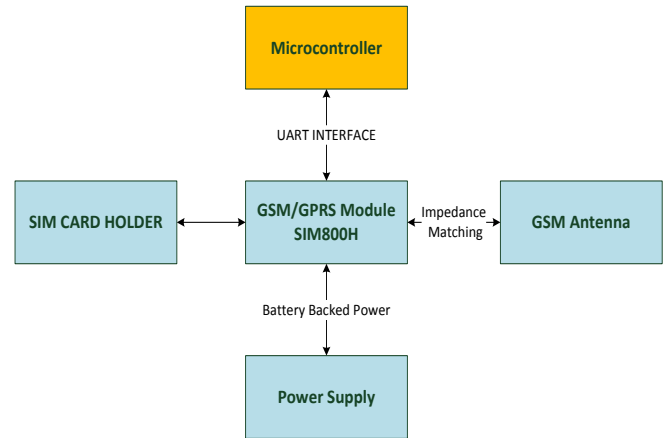 Microcontroller
UART INTERFACE
SIM CARD HOLDER
GSM/GPRS Module
SIM800H
Impedance
Matching
GSM Antenna
Battery Backed Power
Power Supply